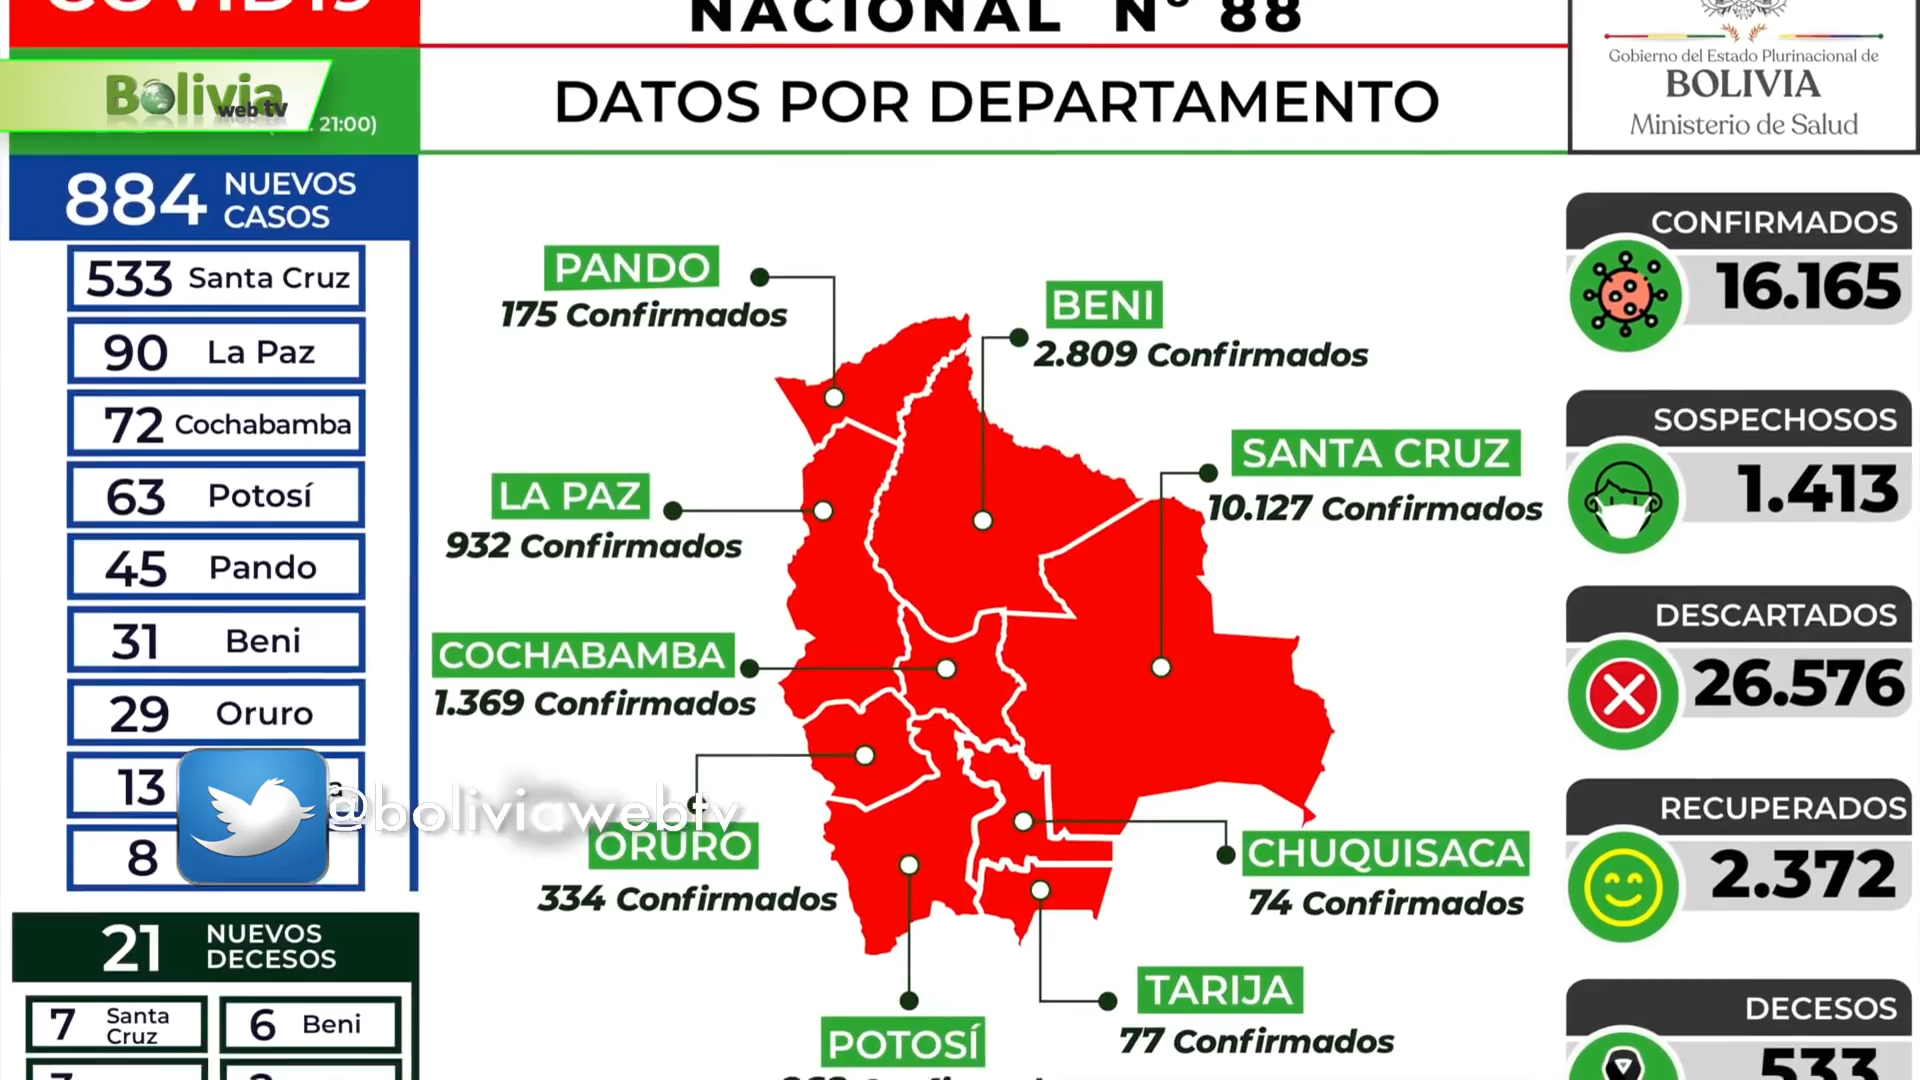 COVID19
NACIONAL Nº 88
Bolivia
web tv
21:00)
DATOS POR DEPARTAMENTO
Gobierno del Estado Plurinacional de
BOLIVIA
Ministerio de Salud
884 NUEVOS CASOS
533 Santa Cruz
90 La Paz
72 Cochabamba
63 Potosí
45 Pando
31 Beni
29 Oruro
13
8
@boliviawebtv
21 NUEVOS DECESOS
7 Santa Cruz
6 Beni
PANDO
175 Confirmados
BENI
2.809 Confirmados
SANTA CRUZ
10.127 Confirmados
LA PAZ
932 Confirmados
COCHABAMBA
1.369 Confirmados
ORURO
334 Confirmados
CHUQUISACA
74 Confirmados
TARIJA
77 Confirmados
POTOSÍ
CONFIRMADOS
16.165
SOSPECHOSOS
1.413
DESCARTADOS
26.576
RECUPERADOS
2.372
DECESOS
533